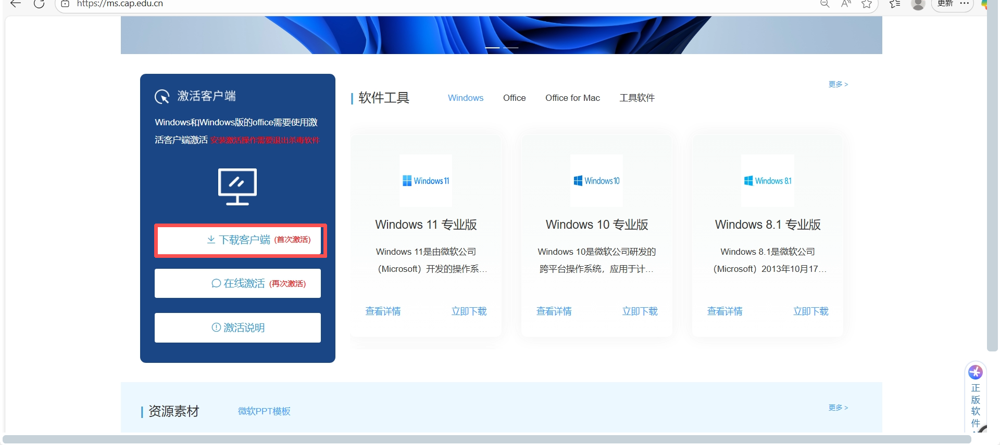 https://ms.cap.edu.cn
更新
激活客户端
Windows和Windows版的office需要使用激
活客户端激活 安装激活操作需要退出杀毒软件
下载客户端 (首次激活)
在线激活 (再次激活)
激活说明
软件工具
Windows
Office
Office for Mac
工具软件
更多 >
Windows 11
Windows 11 专业版
Windows 11是由微软公司
（Microsoft）开发的操作系...
查看详情
立即下载
Windows 10
Windows 10 专业版
Windows 10是微软公司研发的
跨平台操作系统，应用于计...
查看详情
立即下载
Windows 8.1
Windows 8.1 专业版
Windows 8.1是微软公司
（Microsoft）2013年10月17...
查看详情
立即下载
资源素材
微软PPT模板
更多 >
正
版
软
件